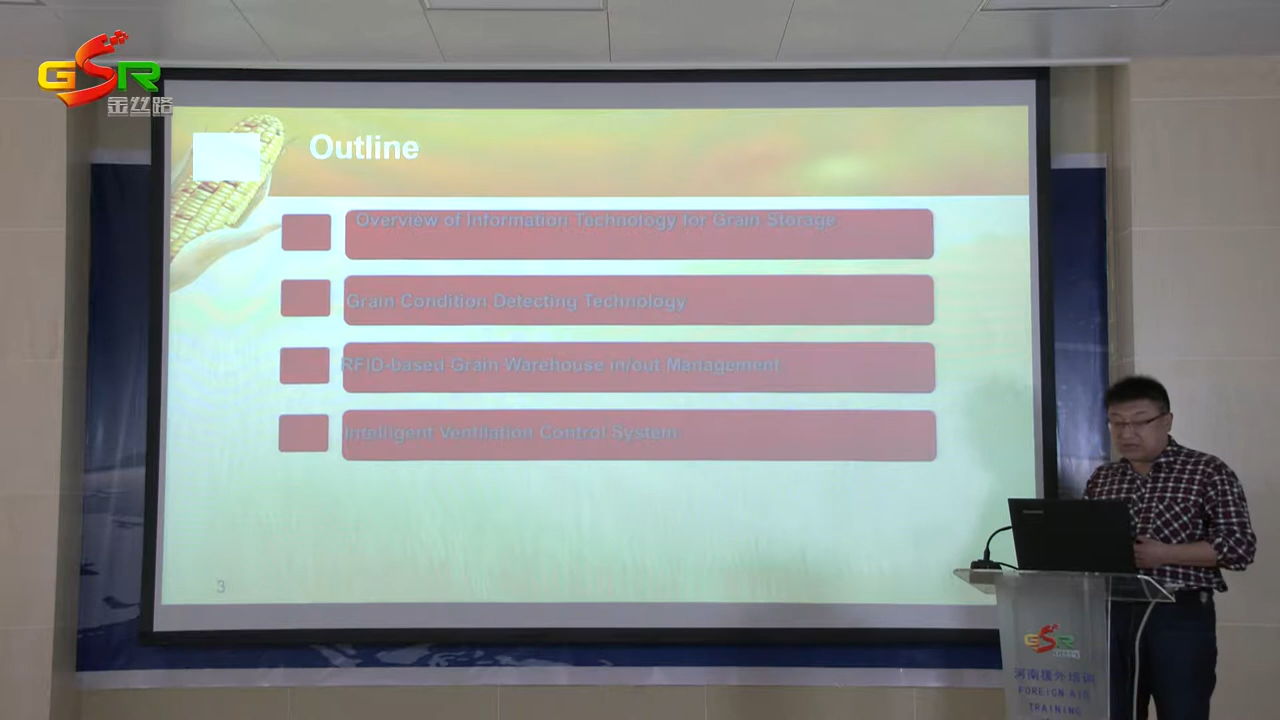 GSR
金丝路
Outline
Overview of Information Technology for Grain Storage
Grain Condition Detecting Technology
RFID-based Grain Warehouse in/out Management
Intelligent Ventilation Control System
3
GSR
河南援外培训
FOREIGN AID
TRAINING